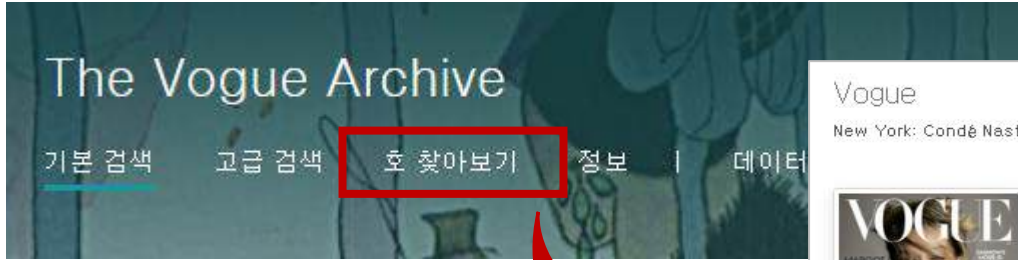 The Vogue Archive
기본 검색 고급 검색 호 찾아보기 정보 | 데이터
Vogue
New York: Condé Nast
VOGUE